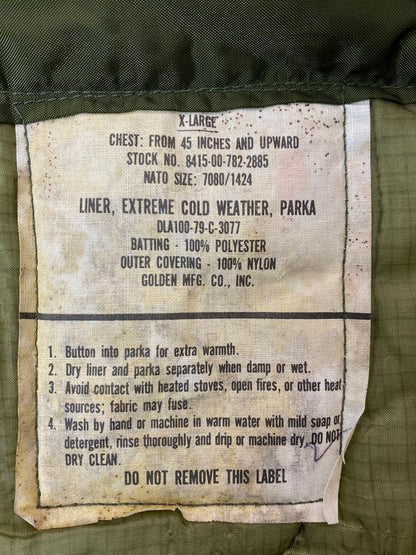 X-LARGE
CHEST: FROM 45 INCHES AND UPWARD
STOCK NO. 8415-00-782-2885
NATO SIZE: 7080/1424
LINER, EXTREME COLD WEATHER, PARKA
DLA100-79-C-3077
BATTING - 100% POLYESTER
OUTER COVERING - 100% NYLON
GOLDEN MFG. CO., INC.
1. Button into parka for extra warmth.
2. Dry liner and parka separately when damp or wet.
3. Avoid contact with heated stoves, open fires, or other heat
sources; fabric may fuse.
4. Wash by hand or machine in warm water with mild soap or
detergent, rinse thoroughly and drip or machine dry. DO NOT
DRY CLEAN.
DO NOT REMOVE THIS LABEL